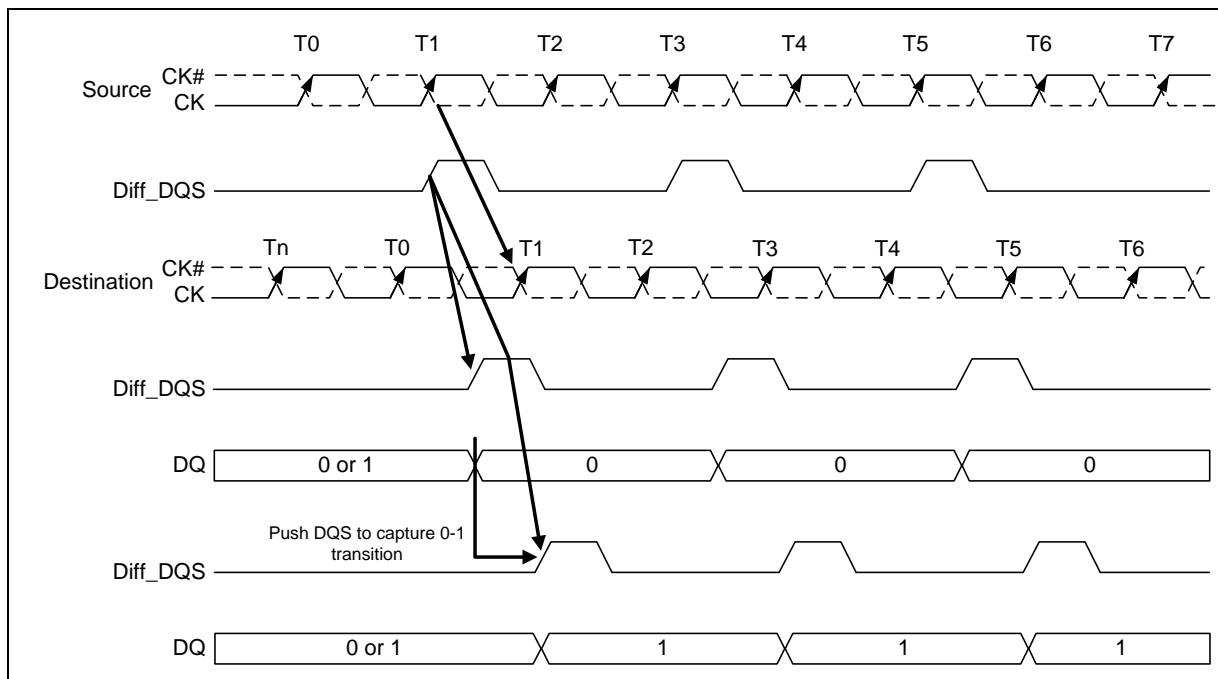 T0 T1 T2 T3 T4 T5 T6 T7
Source CK#
CK
Diff_DQS
Tn T0 T1 T2 T3 T4 T5 T6
Destination CK#
CK
Diff_DQS
DQ 0 or 1 0 0 0
Push DQS to capture 0-1
transition
Diff_DQS
DQ 0 or 1 1 1 1